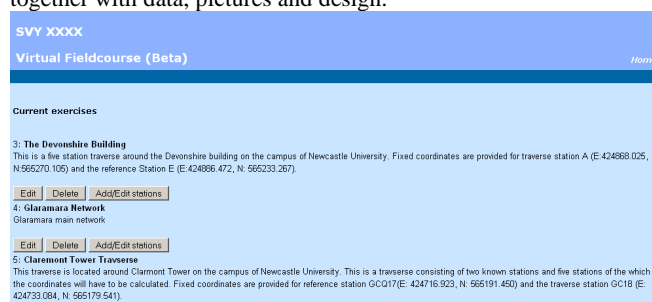 together with data, pictures and design.
SVY XXXX
Virtual Fieldcourse (Beta)
Hom
Current exercises
3: The Devonshire Building
This is a five station traverse around the Devonshire building on the campus of Newcastle University. Fixed coordinates are provided for traverse station A (E:424868.025,
N:565270.105) and the reference Station E (E:424886.472, N: 565233.267).
Edit Delete Add/Edit stations
4: Glaramara Network
Glaramara main network
Edit Delete Add/Edit stations
5: Claremont Tower Travserse
This traverse is located around Clarmont Tower on the campus of Newcastle University. This is a travserse consisting of two known stations and five stations of the which
the coordinates will have to be calculated. Fixed coordinates are provided for reference station GCQ17(E: 424716.923, N: 565191.450) and the traverse station GC18 (E:
424733.084, N: 565179.541).